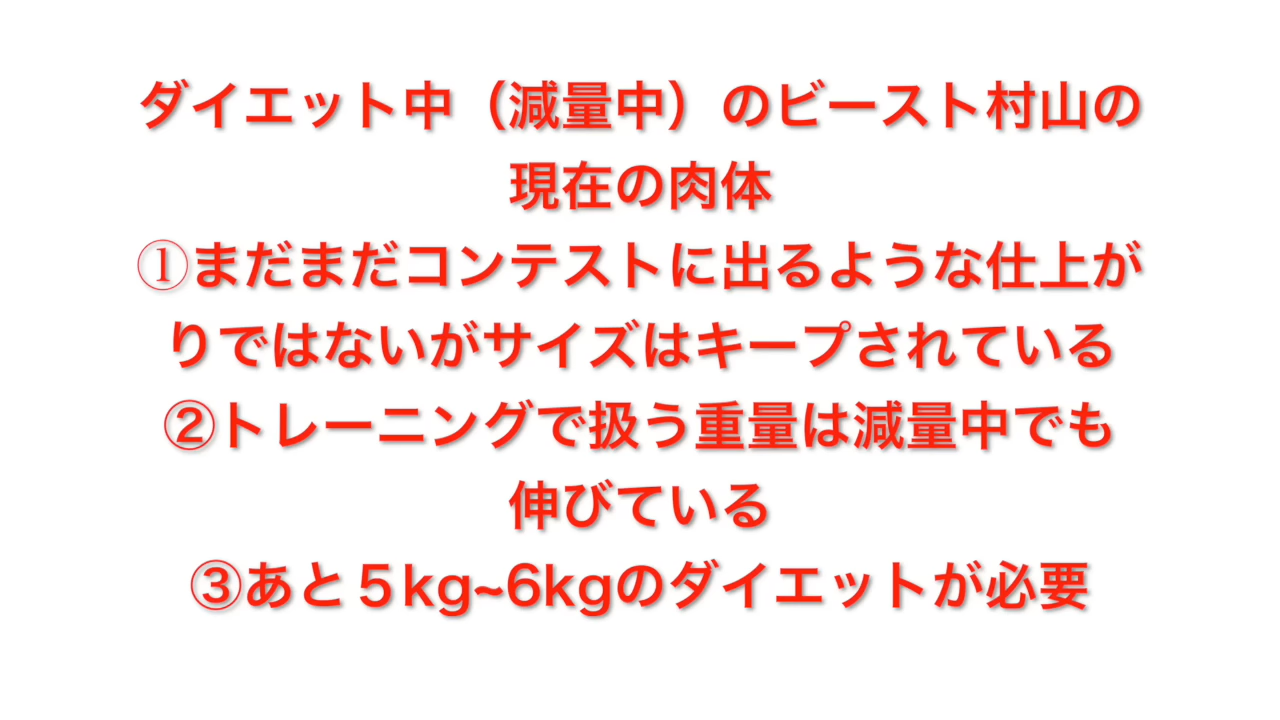 ダイエット中（減量中）のビースト村山の
現在の肉体
①まだまだコンテストに出るような仕上が
りではないがサイズはキープされている
②トレーニングで扱う重量は減量中でも
伸びている
③あと５kg~6kgのダイエットが必要